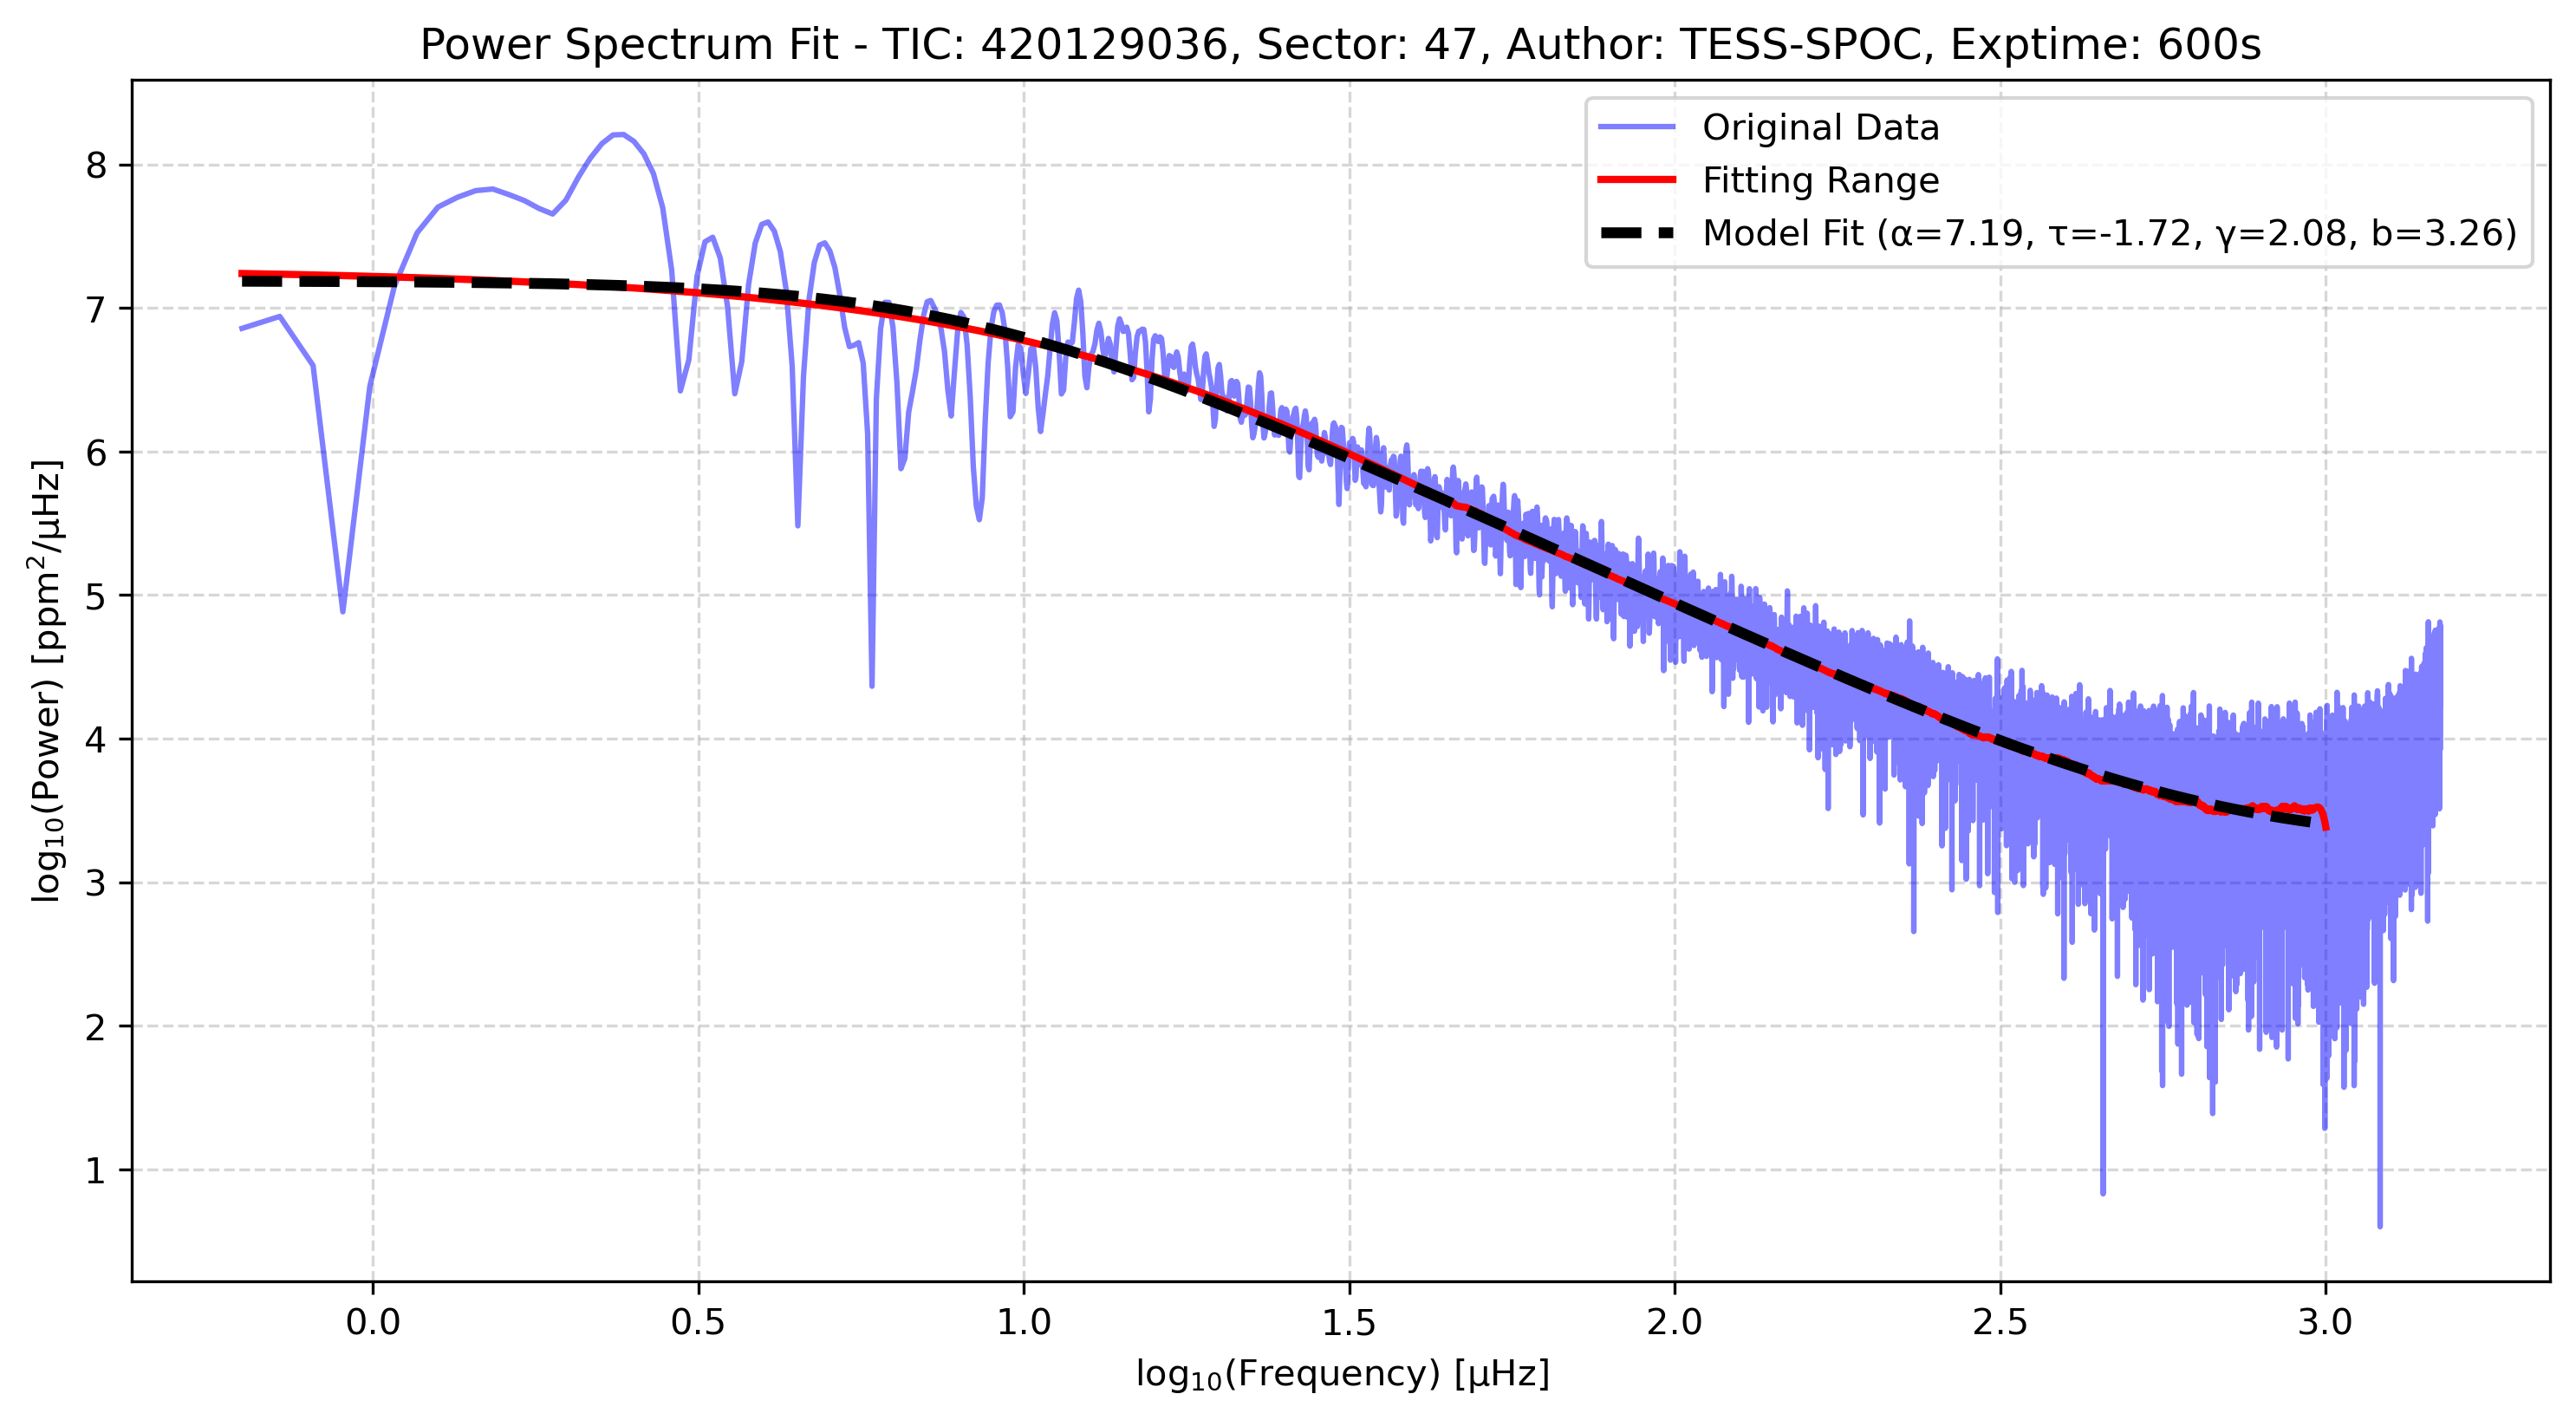 Power Spectrum Fit - TIC: 420129036, Sector: 47, Author: TESS-SPOC, Exptime: 600s
Original Data
Fitting Range
Model Fit (α=7.19, τ=-1.72, γ=2.08, b=3.26)
log₁₀(Power) [ppm²/μHz]
8
7
6
5
4
3
2
1
0.0 0.5 1.0 1.5 2.0 2.5 3.0
log₁₀(Frequency) [μHz]